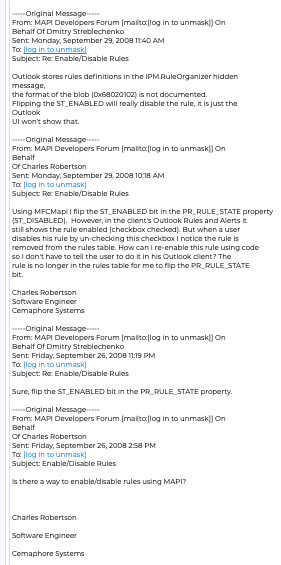 -----Original Message-----
From: MAPI Developers Forum [mailto:[log in to unmask]] On
Behalf Of Dmitry Streblechenko
Sent: Monday, September 29, 2008 11:40 AM
To: [log in to unmask]
Subject: Re: Enable/Disable Rules
Outlook stores rules definitions in the IPM.RuleOrganizer hidden
message,
the format of the blob (0x68020102) is not documented.
Flipping the ST_ENABLED will really disable the rule, it is just the
Outlook
UI won't show that.
-----Original Message-----
From: MAPI Developers Forum [mailto:[log in to unmask]] On
Behalf
Of Charles Robertson
Sent: Monday, September 29, 2008 10:18 AM
To: [log in to unmask]
Subject: Re: Enable/Disable Rules
Using MFCMapi I flip the ST_ENABLED bit in the PR_RULE_STATE property
(ST_DISABLED). However, in the client's Outlook Rules and Alerts it
still shows the rule enabled (checkbox checked). But when a user
disables his rule by un-checking this checkbox I notice the rule is
removed from the rules table. How can I re-enable this rule using code
so I don't have to tell the user to do it in his Outlook client? The
rule is no longer in the rules table for me to flip the PR_RULE_STATE
bit.
Charles Robertson
Software Engineer
Cemaphore Systems
-----Original Message-----
From: MAPI Developers Forum [mailto:[log in to unmask]] On
Behalf Of Dmitry Streblechenko
Sent: Friday, September 26, 2008 11:19 PM
To: [log in to unmask]
Subject: Re: Enable/Disable Rules
Sure, flip the ST_ENABLED bit in the PR_RULE_STATE property.
-----Original Message-----
From: MAPI Developers Forum [mailto:[log in to unmask]] On
Behalf
Of Charles Robertson
Sent: Friday, September 26, 2008 2:58 PM
To: [log in to unmask]
Subject: Enable/Disable Rules
Is there a way to enable/disable rules using MAPI?
Charles Robertson
Software Engineer
Cemaphore Systems